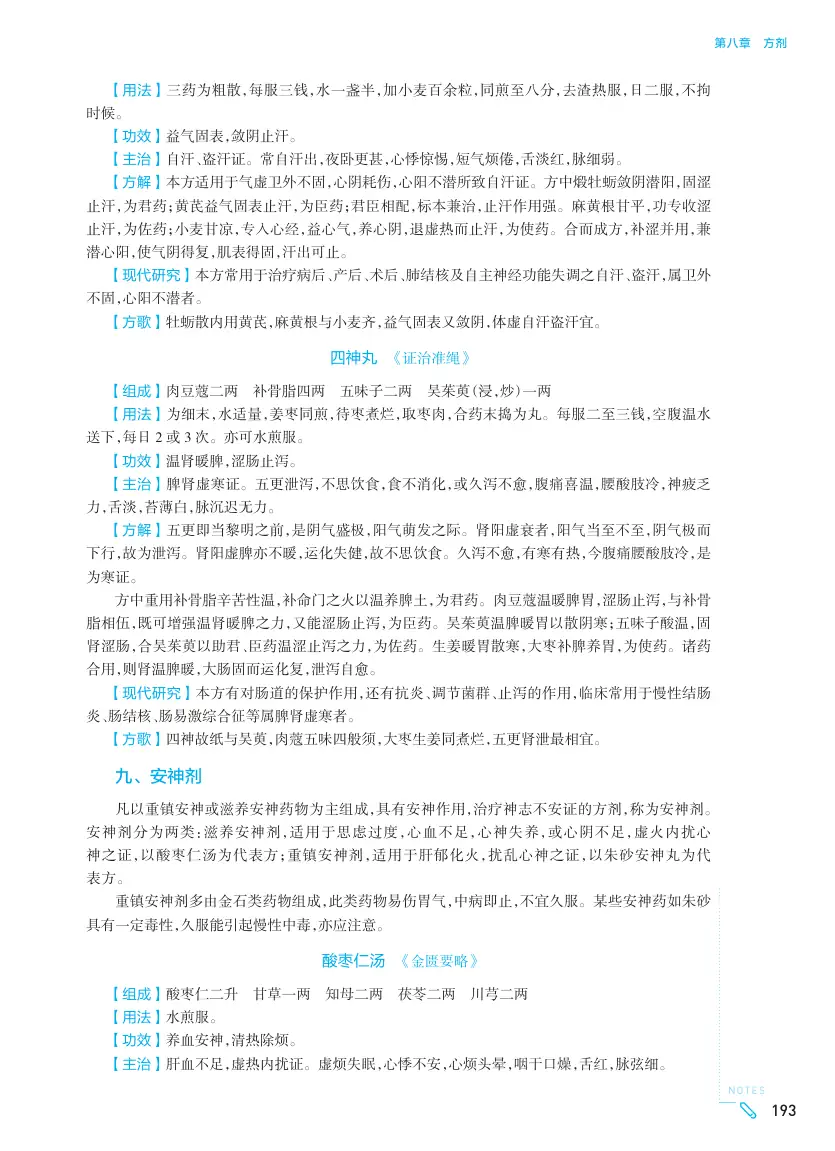 第八章　方剂
【用法】三药为粗散,每服三钱,水一盏半,加小麦百余粒,同煎至八分,去渣热服,日二服,不拘
时候。
【功效】益气固表,敛阴止汗。
【主治】自汗、盗汗证。常自汗出,夜卧更甚,心悸惊惕,短气烦倦,舌淡红,脉细弱。
【方解】本方适用于气虚卫外不固,心阴耗伤,心阳不潜所致自汗证。方中煅牡蛎敛阴潜阳,固涩
止汗,为君药;黄芪益气固表止汗,为臣药;君臣相配,标本兼治,止汗作用强。麻黄根甘平,功专收涩
止汗,为佐药;小麦甘凉,专入心经,益心气,养心阴,退虚热而止汗,为使药。合而成方,补涩并用,兼
潜心阳,使气阴得复,肌表得固,汗出可止。
【现代研究】本方常用于治疗病后、产后、术后、肺结核及自主神经功能失调之自汗、盗汗,属卫外
不固,心阳不潜者。
【方歌】牡蛎散内用黄芪,麻黄根与小麦齐,益气固表又敛阴,体虚自汗盗汗宜。
四神丸　《证治准绳》
【组成】肉豆蔻二两　补骨脂四两　五味子二两　吴茱萸(浸,炒)一两
【用法】为细末,水适量,姜枣同煎,待枣煮烂,取枣肉,合药末捣为丸。每服二至三钱,空腹温水
送下,每日 2 或 3 次。亦可水煎服。
【功效】温肾暖脾,涩肠止泻。
【主治】脾肾虚寒证。五更泄泻,不思饮食,食不消化,或久泻不愈,腹痛喜温,腰酸肢冷,神疲乏
力,舌淡,苔薄白,脉沉迟无力。
【方解】五更即当黎明之前,是阴气盛极,阳气萌发之际。肾阳虚衰者,阳气当至不至,阴气极而
下行,故为泄泻。肾阳虚脾亦不暖,运化失健,故不思饮食。久泻不愈,有寒有热,今腹痛腰酸肢冷,是
为寒证。
方中重用补骨脂辛苦性温,补命门之火以温养脾土,为君药。肉豆蔻温暖脾胃,涩肠止泻,与补骨
脂相伍,既可增强温肾暖脾之力,又能涩肠止泻,为臣药。吴茱萸温脾暖胃以散阴寒;五味子酸温,固
肾涩肠,合吴茱萸以助君、臣药温涩止泻之力,为佐药。生姜暖胃散寒,大枣补脾养胃,为使药。诸药
合用,则肾温脾暖,大肠固而运化复,泄泻自愈。
【现代研究】本方有对肠道的保护作用,还有抗炎、调节菌群、止泻的作用,临床常用于慢性结肠
炎、肠结核、肠易激综合征等属脾肾虚寒者。
【方歌】四神故纸与吴萸,肉蔻五味四般须,大枣生姜同煮烂,五更肾泄最相宜。
九、安神剂
凡以重镇安神或滋养安神药物为主组成,具有安神作用,治疗神志不安证的方剂,称为安神剂。
安神剂分为两类:滋养安神剂,适用于思虑过度,心血不足,心神失养,或心阴不足,虚火内扰心
神之证,以酸枣仁汤为代表方;重镇安神剂,适用于肝郁化火,扰乱心神之证,以朱砂安神丸为代
表方。
重镇安神剂多由金石类药物组成,此类药物易伤胃气,中病即止,不宜久服。某些安神药如朱砂
具有一定毒性,久服能引起慢性中毒,亦应注意。
酸枣仁汤　《金匮要略》
【组成】酸枣仁二升　甘草一两　知母二两　茯苓二两　川芎二两
【用法】水煎服。
【功效】养血安神,清热除烦。
【主治】肝血不足,虚热内扰证。虚烦失眠,心悸不安,心烦头晕,咽干口燥,舌红,脉弦细。
NOTES
193